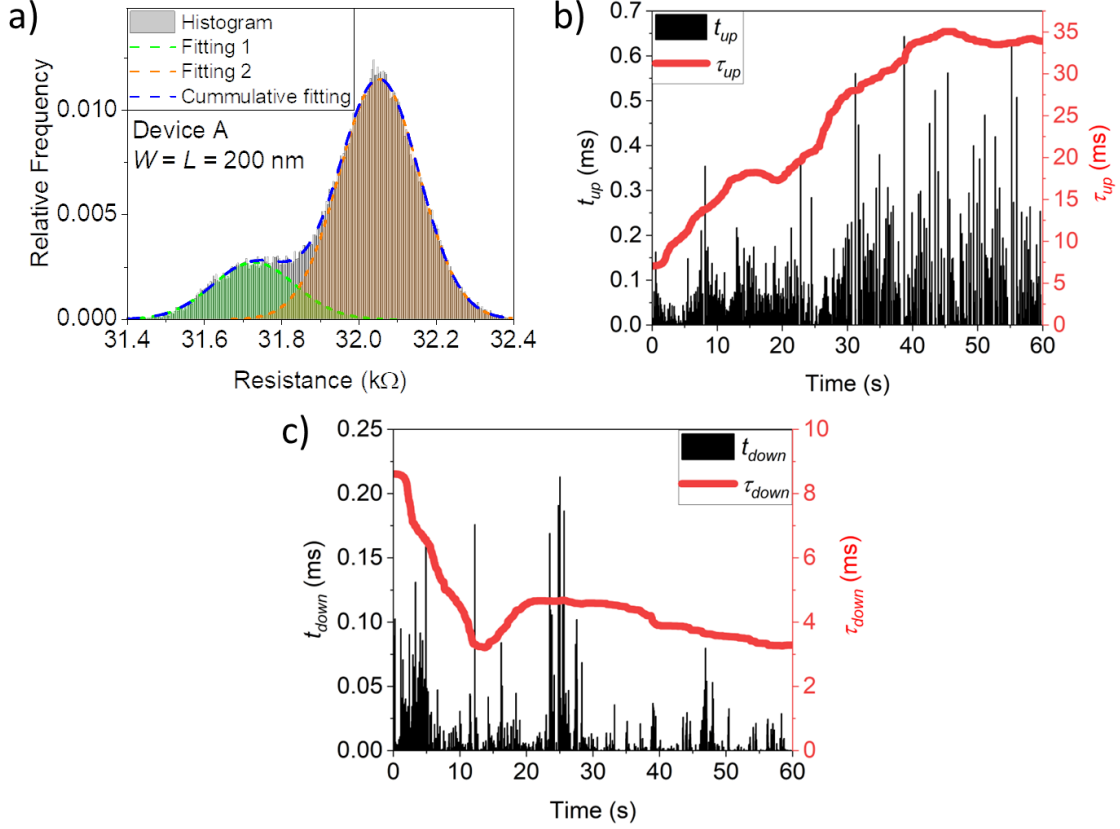 a)
Histogram
Fitting 1
Fitting 2
Cummulative fitting
Device A
W = L = 200 nm
0.010
0.005
0.000
Relative Frequency
31.4 31.6 31.8 32.0 32.2 32.4
Resistance (kΩ)
b)
t_up
τ_up
0.7
0.6
0.5
0.4
0.3
0.2
0.1
0.0
t_up (ms)
35
30
25
20
15
10
5
0
τ_up (ms)
0 10 20 30 40 50 60
Time (s)
c)
t_down
τ_down
0.25
0.20
0.15
0.10
0.05
0.00
t_down (ms)
10
8
6
4
2
0
τ_down (ms)
0 10 20 30 40 50 60
Time (s)